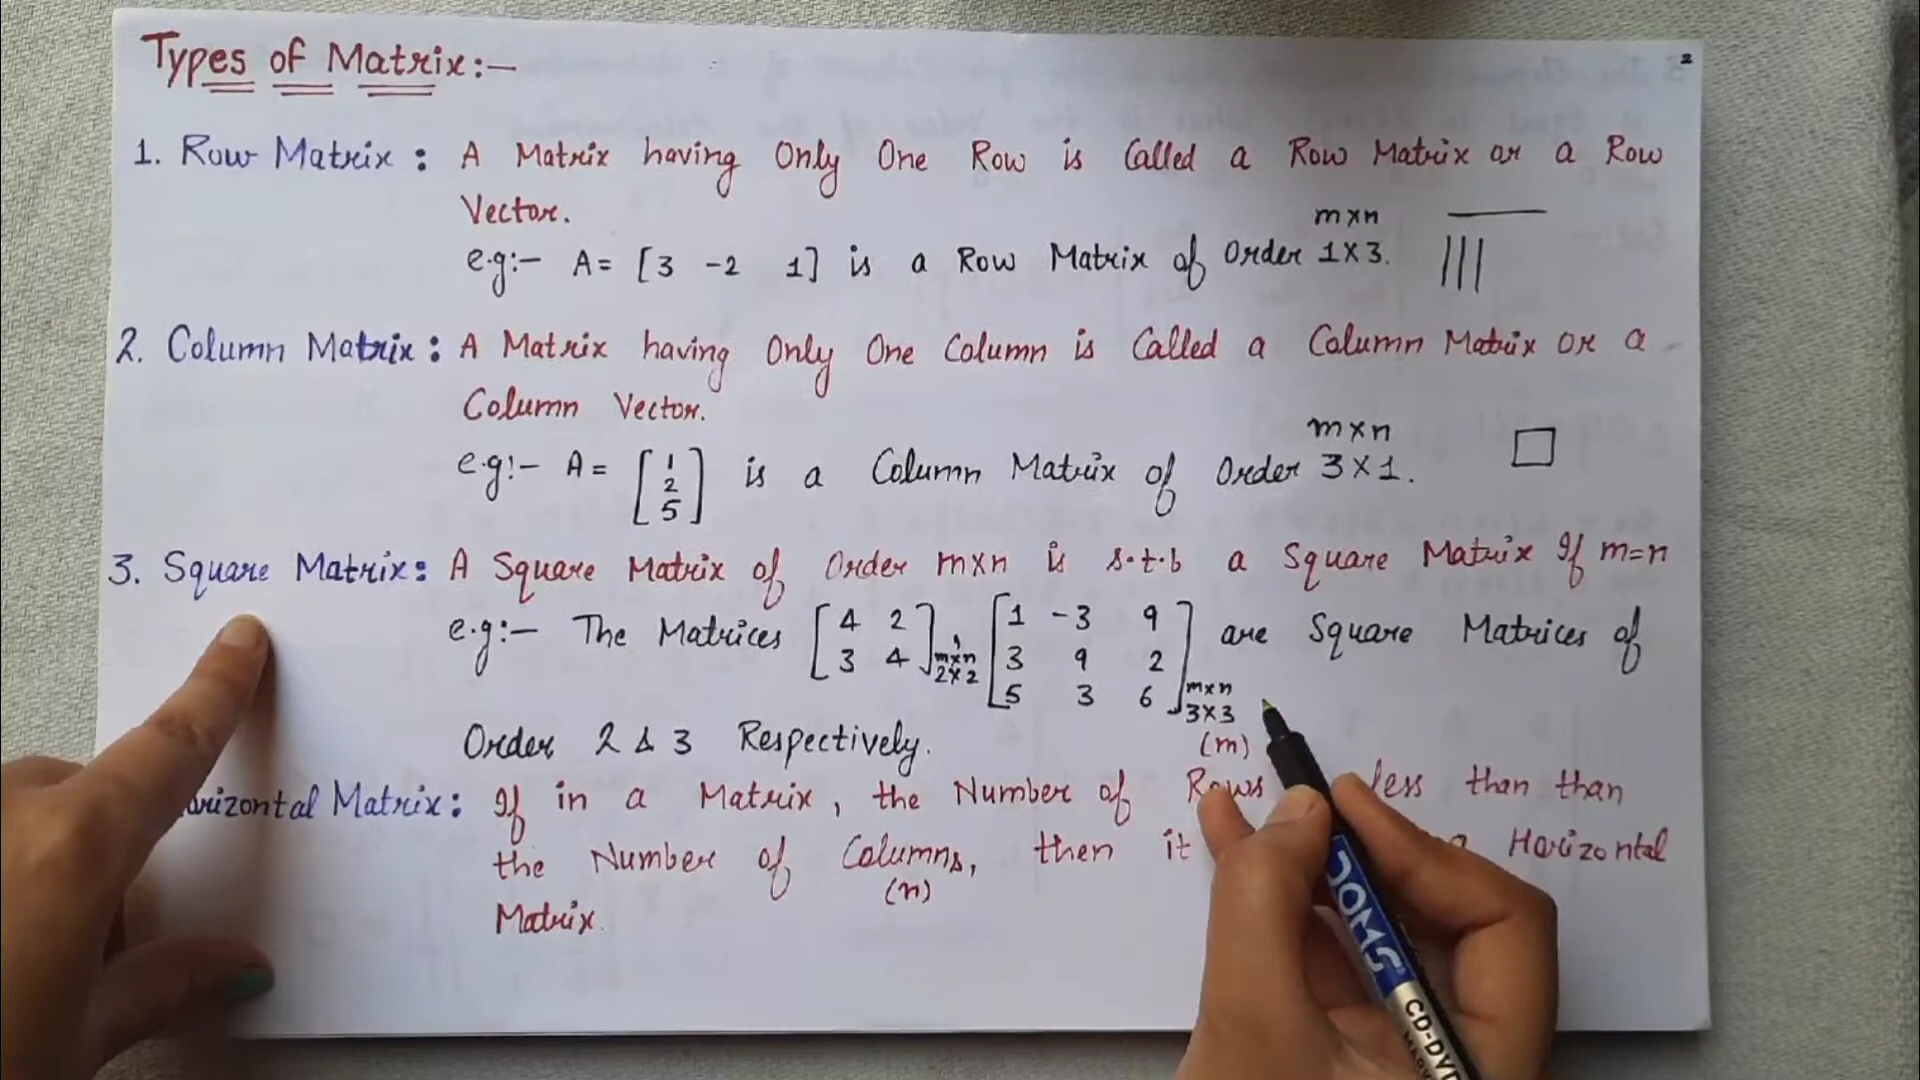 Types of Matrix:-
2
1. Row Matrix : A Matrix having Only One Row is Called a Row Matrix or a Row
Vector.
m×n
e.g:- A= [3 -2 1] is a Row Matrix of Order 1×3.
2. Column Matrix : A Matrix having Only One Column is Called a Column Matrix or a
Column Vector.
m×n
e.g:- A= [1 2 5] is a Column Matrix of Order 3×1.
3. Square Matrix : A Square Matrix of Order m×n is s.t.b a Square Matrix If m=n
e.g:- The Matrices [4 2 , [1 -3 9 are Square Matrices of
3 4] m×n 3 9 2
2×2 5 3 6] m×n
3×3
Order 2 & 3 Respectively. (m)
Matrix : If in a Matrix, the Number of Rows less than than
the Number of Columns, then it Horizontal
(n)
Matrix.
DOMS